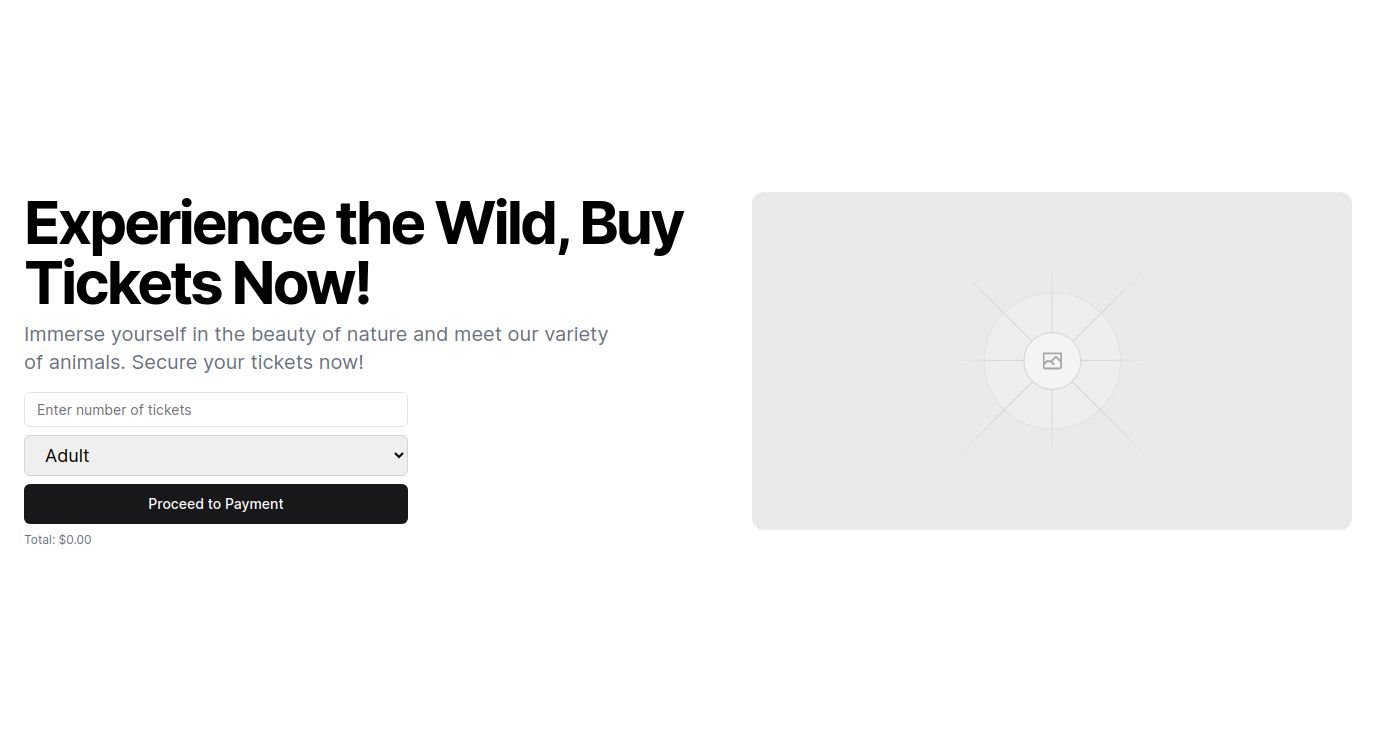 Experience the Wild, Buy
Tickets Now!
Immerse yourself in the beauty of nature and meet our variety
of animals. Secure your tickets now!
Enter number of tickets
Adult
Proceed to Payment
Total: $0.00